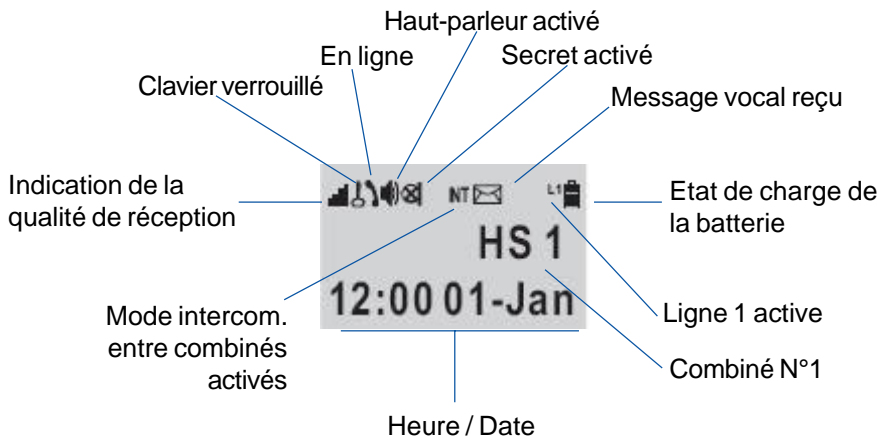 Haut-parleur activé
En ligne
Secret activé
Clavier verrouillé
Message vocal reçu
Indication de la
qualité de réception
NT
L1
Etat de charge de
la batterie
HS 1
12:00 01-Jan
Mode intercom.
entre combinés
activés
Ligne 1 active
Combiné N°1
Heure / Date